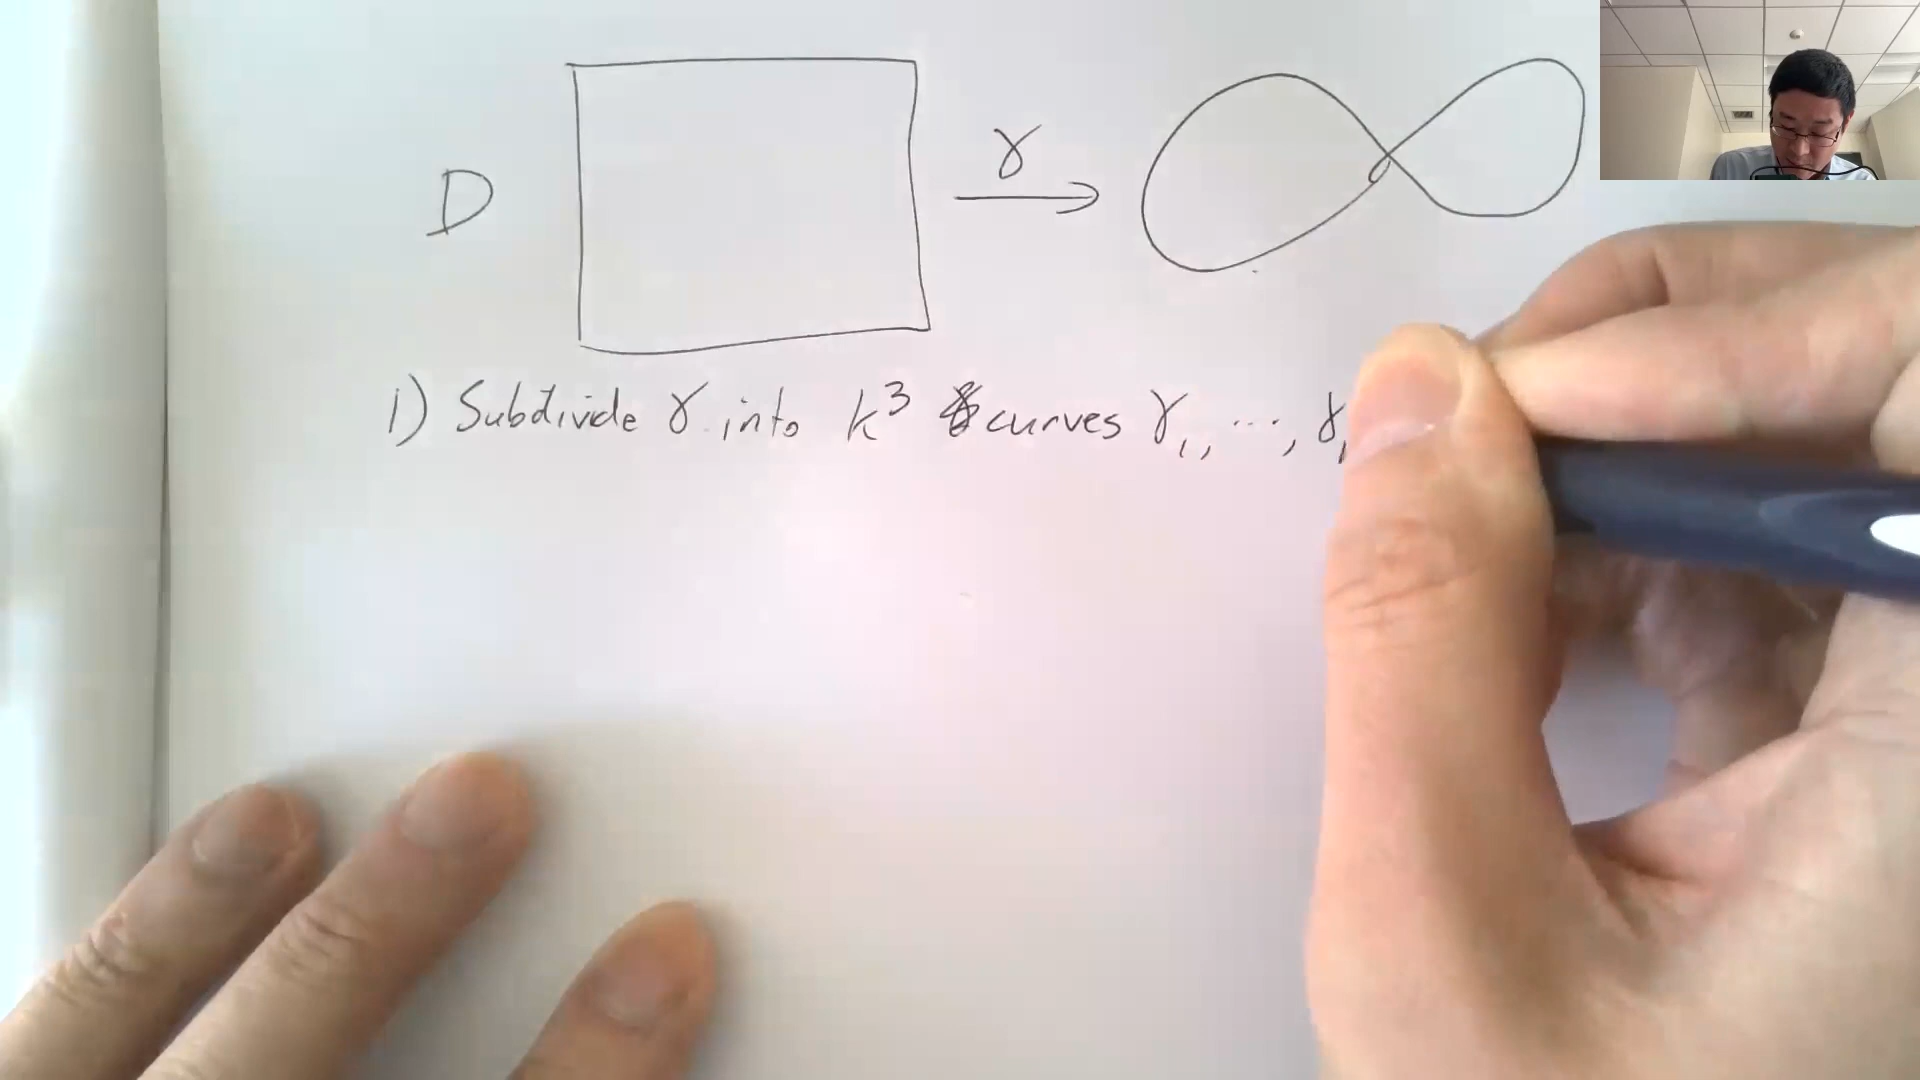 D
γ
1) Subdivide γ into k³ curves γ₁, ..., γ